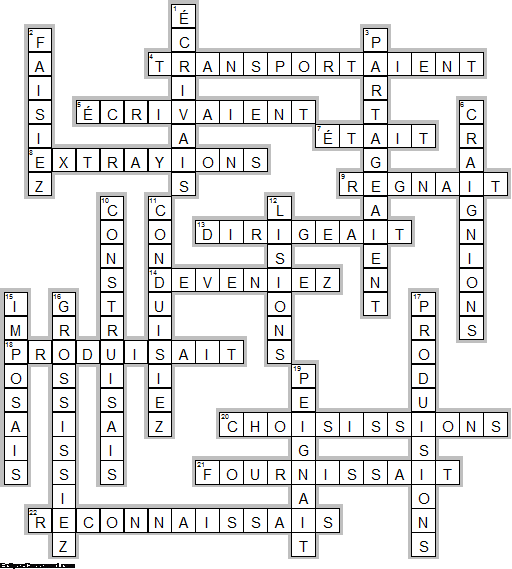 1 ÉCRIVAIS
2 FAISIEZ
3 PARTAGEAIENT
4 TRANSPORTAIENT
5 ÉCRIVAIENT
6 CRAIGNIONS
7 ÉTAIT
8 EXTRAYIONS
9 REGNAIT
10 CONSTRUISAIS
11 CONDUISIEZ
12 LISIONS
13 DIRIGEAIT
14 DEVENIEZ
15 IMPOSAIS
16 GROSSISSIEZ
17 PRODUISIONS
18 PRODUISAIT
19 PEIGNAIT
20 CHOISISSIONS
21 FOURNISSAIT
22 RECONNAISSAIS
EclipseCrossword.com